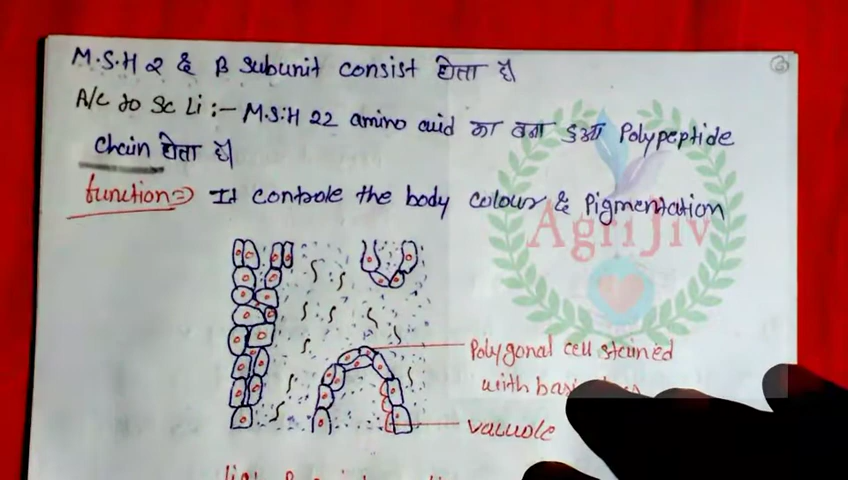 M.S.H α & β subunit consist होता है।
A/c to Sc Li :- M.S.H 22 amino acid का बना हुआ Polypeptide
Chain होता है।
function => It controle the body colour & Pigmentation
AgriJiv
Polygonal cell stained
with
Vacuole